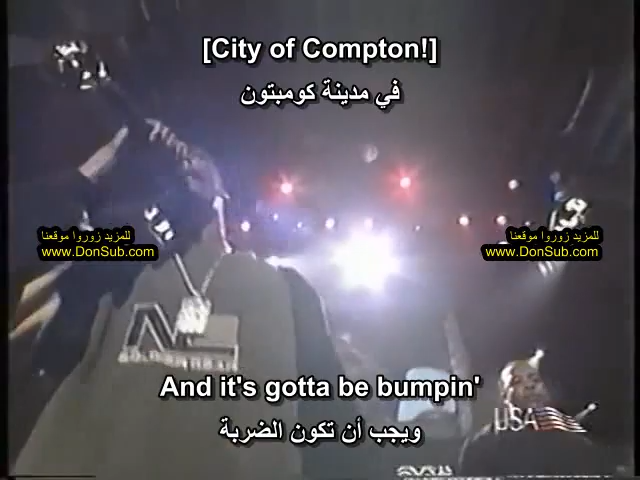 [City of Compton!]
في مدينة كومبتون
للمزيد زوروا موقعنا
www.DonSub.com
للمزيد زوروا موقعنا
www.DonSub.com
And it's gotta be bumpin'
ويجب أن تكون الضربة
USA